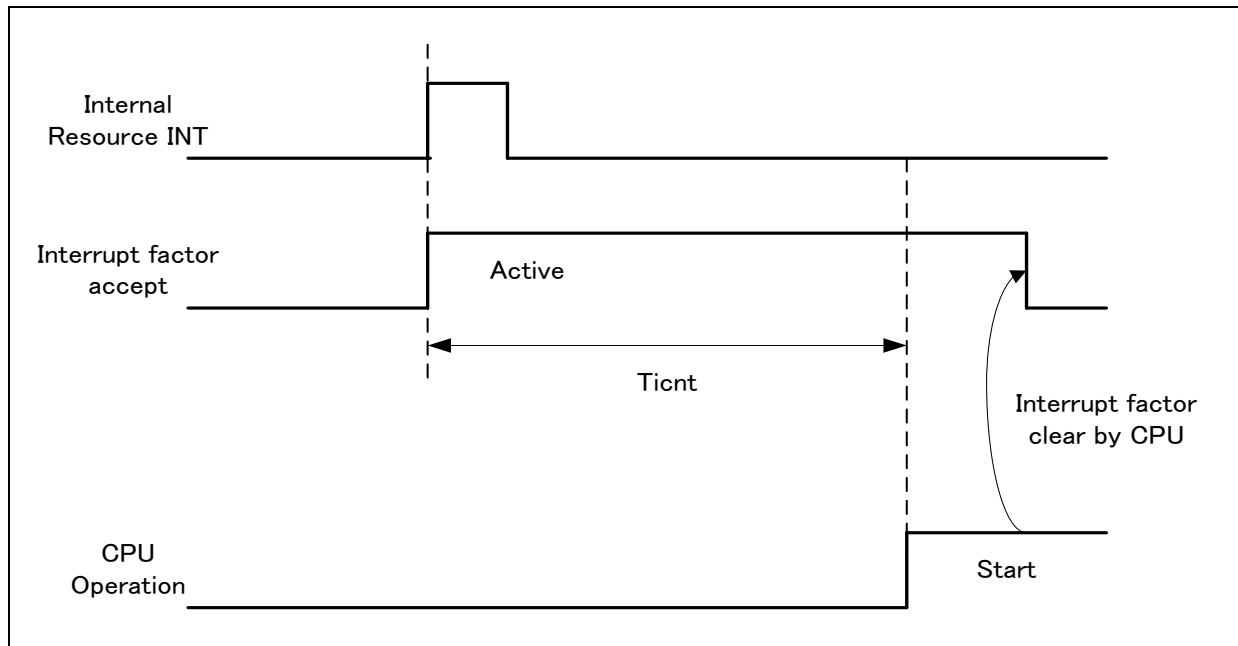 Internal
Resource INT
Interrupt factor
accept
Active
Ticnt
Interrupt factor
clear by CPU
CPU
Operation
Start